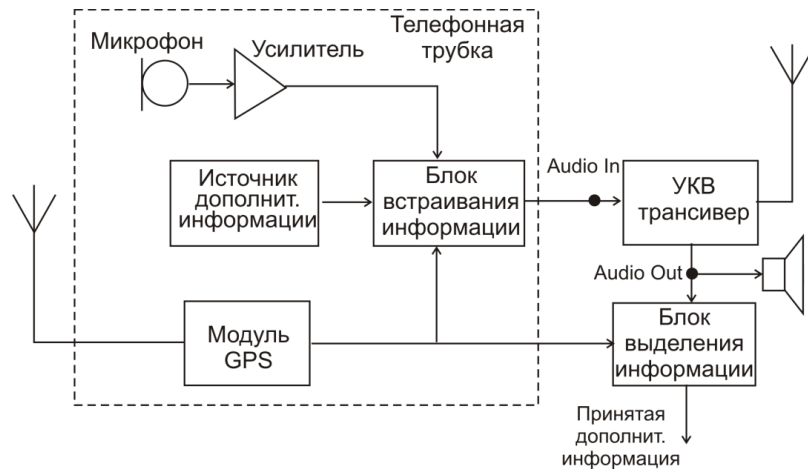 Микрофон
Усилитель
Телефонная
трубка
Источник
дополнит.
информации
Блок
встраивания
информации
Audio In
УКВ
трансивер
Audio Out
Модуль
GPS
Блок
выделения
информации
Принятая
дополнит.
информация